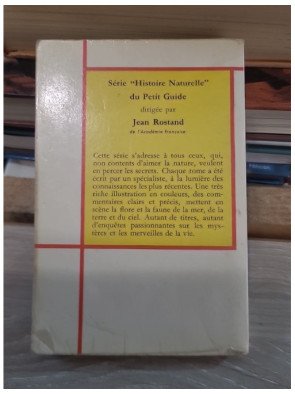 Série "Histoire Naturelle"
du Petit Guide
dirigée par
Jean Rostand
de l'Académie française
Cette série s'adresse à tous ceux, qui,
non contents d'aimer la nature, veulent
en percer les secrets. Chaque tome a été
écrit par un spécialiste, à la lumière des
connaissances les plus récentes. Une très
riche illustration en couleurs, des com-
mentaires clairs et précis, mettent en
scène la flore et la faune de la mer, de la
terre et du ciel. Autant de titres, autant
d'enquêtes passionnantes sur les mys-
tères et les merveilles de la vie.